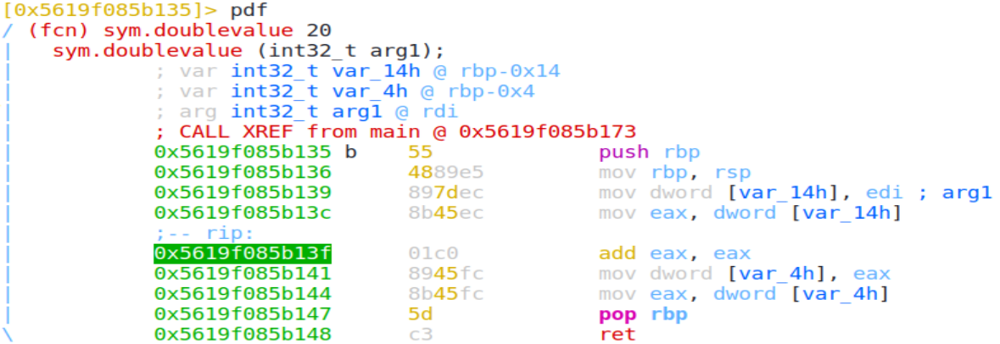 [0x5619f085b135]> pdf
/ (fcn) sym.doublevalue 20
|   sym.doublevalue (int32_t arg1);
|           ; var int32_t var_14h @ rbp-0x14
|           ; var int32_t var_4h @ rbp-0x4
|           ; arg int32_t arg1 @ rdi
|           ; CALL XREF from main @ 0x5619f085b173
|           0x5619f085b135 b    55             push rbp
|           0x5619f085b136      4889e5         mov rbp, rsp
|           0x5619f085b139      897dec         mov dword [var_14h], edi ; arg1
|           0x5619f085b13c      8b45ec         mov eax, dword [var_14h]
|           ;-- rip:
|           0x5619f085b13f      01c0           add eax, eax
|           0x5619f085b141      8945fc         mov dword [var_4h], eax
|           0x5619f085b144      8b45fc         mov eax, dword [var_4h]
|           0x5619f085b147      5d             pop rbp
\           0x5619f085b148      c3             ret